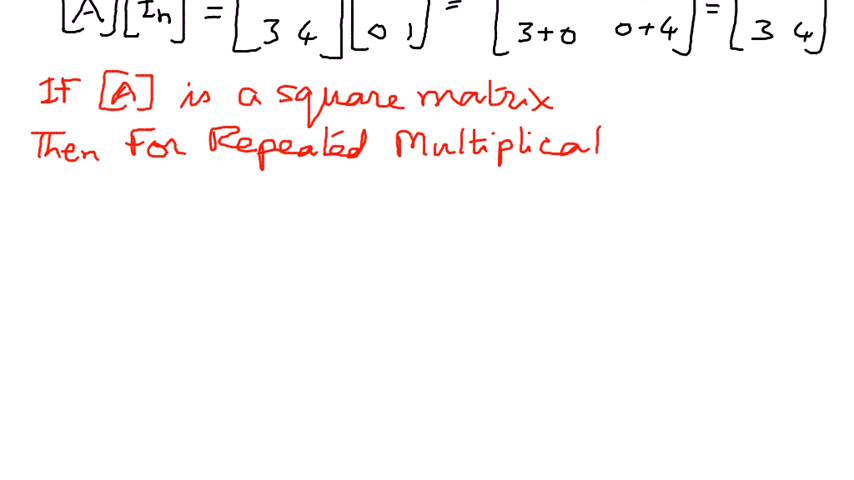 [A][In] = [3 4][0 1] = [3+0 0+4] = [3 4]
If [A] is a square matrix
Then For Repeated Multiplical